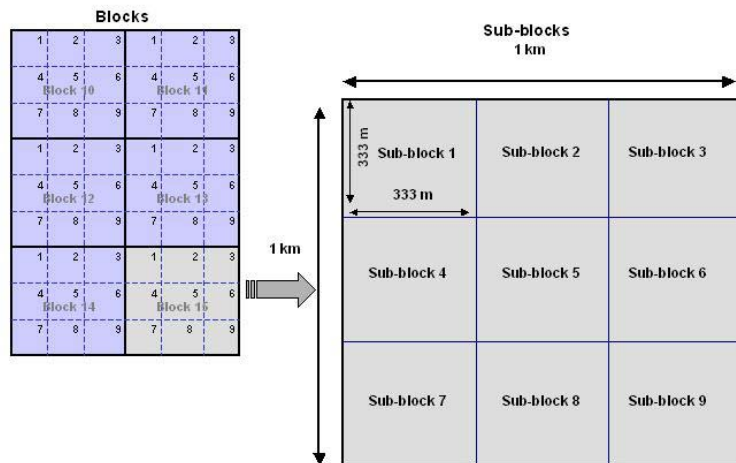 Blocks
1 2 3 1 2 3
4 5 6 4 5 6
Block 10 Block 11
7 8 9 7 8 9
1 2 3 1 2 3
4 5 6 4 5 6
Block 12 Block 13
7 8 9 7 8 9
1 2 3 1 2 3
4 5 6 4 5 6
Block 14 Block 15
7 8 9 7 8 9
Sub-blocks
1 km
1 km
333 m
333 m
Sub-block 1 Sub-block 2 Sub-block 3
Sub-block 4 Sub-block 5 Sub-block 6
Sub-block 7 Sub-block 8 Sub-block 9